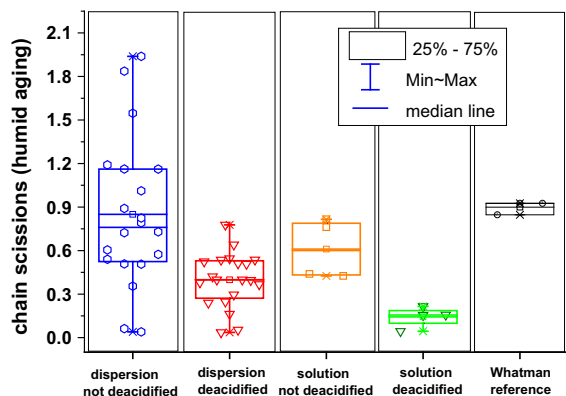 chain scissions (humid aging)
2.1
1.8
1.5
1.2
0.9
0.6
0.3
0.0
25% - 75%
Min~Max
median line
dispersion
not deacidified
dispersion
deacidified
solution
not deacidified
solution
deacidified
Whatman
reference